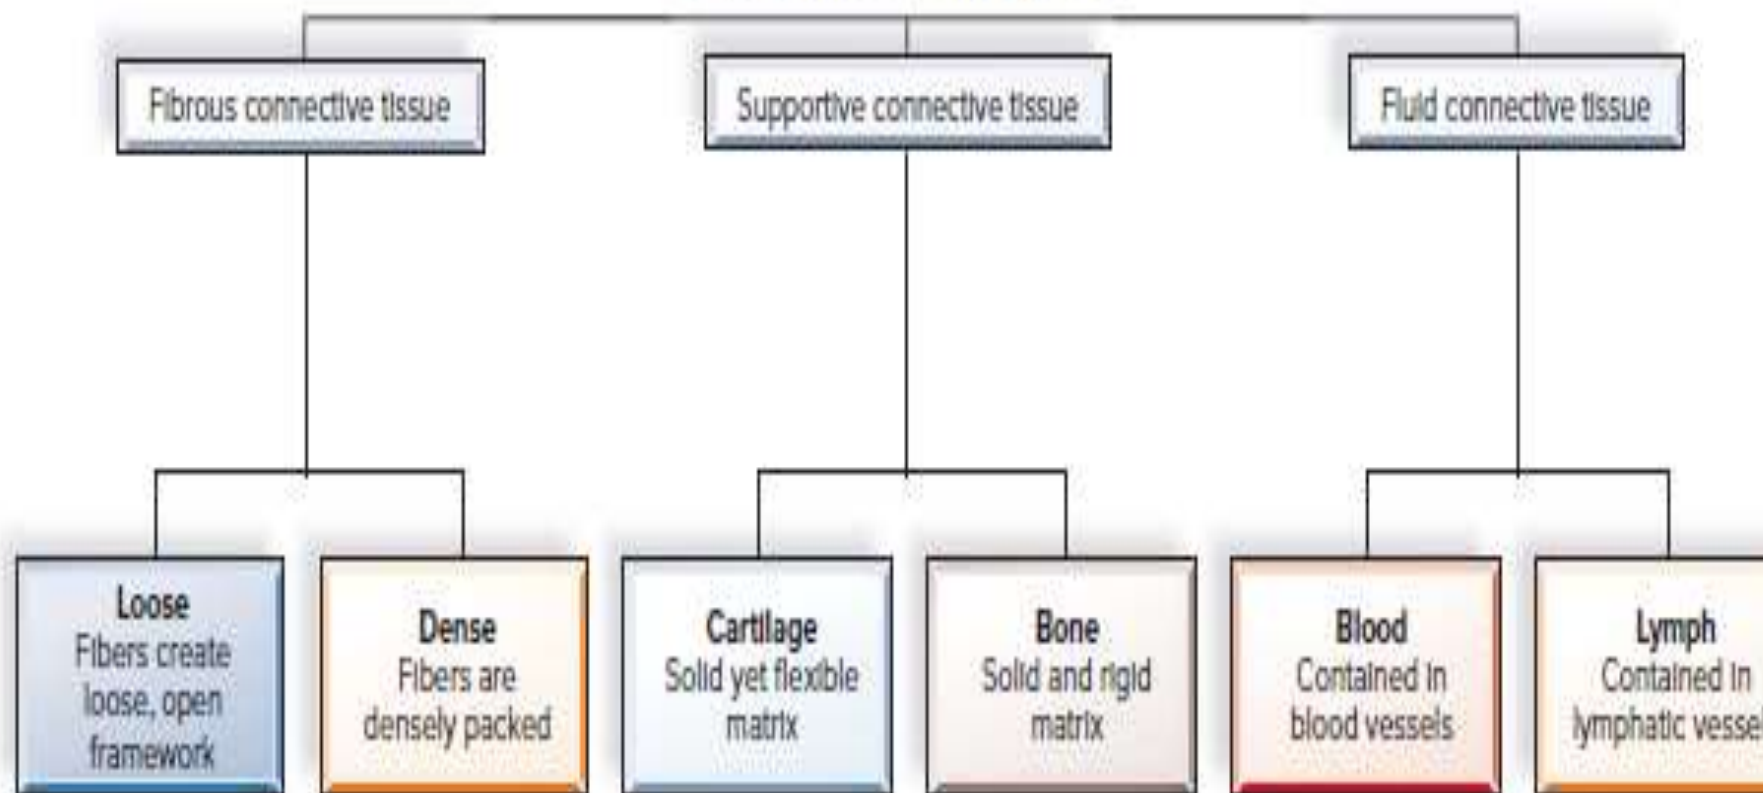 Fibrous connective tissue
Supportive connective tissue
Fluid connective tissue
Loose
Fibers create
loose, open
framework
Dense
Fibers are
densely packed
Cartilage
Solid yet flexible
matrix
Bone
Solid and rigid
matrix
Blood
Contained in
blood vessels
Lymph
Contained in
lymphatic vessel